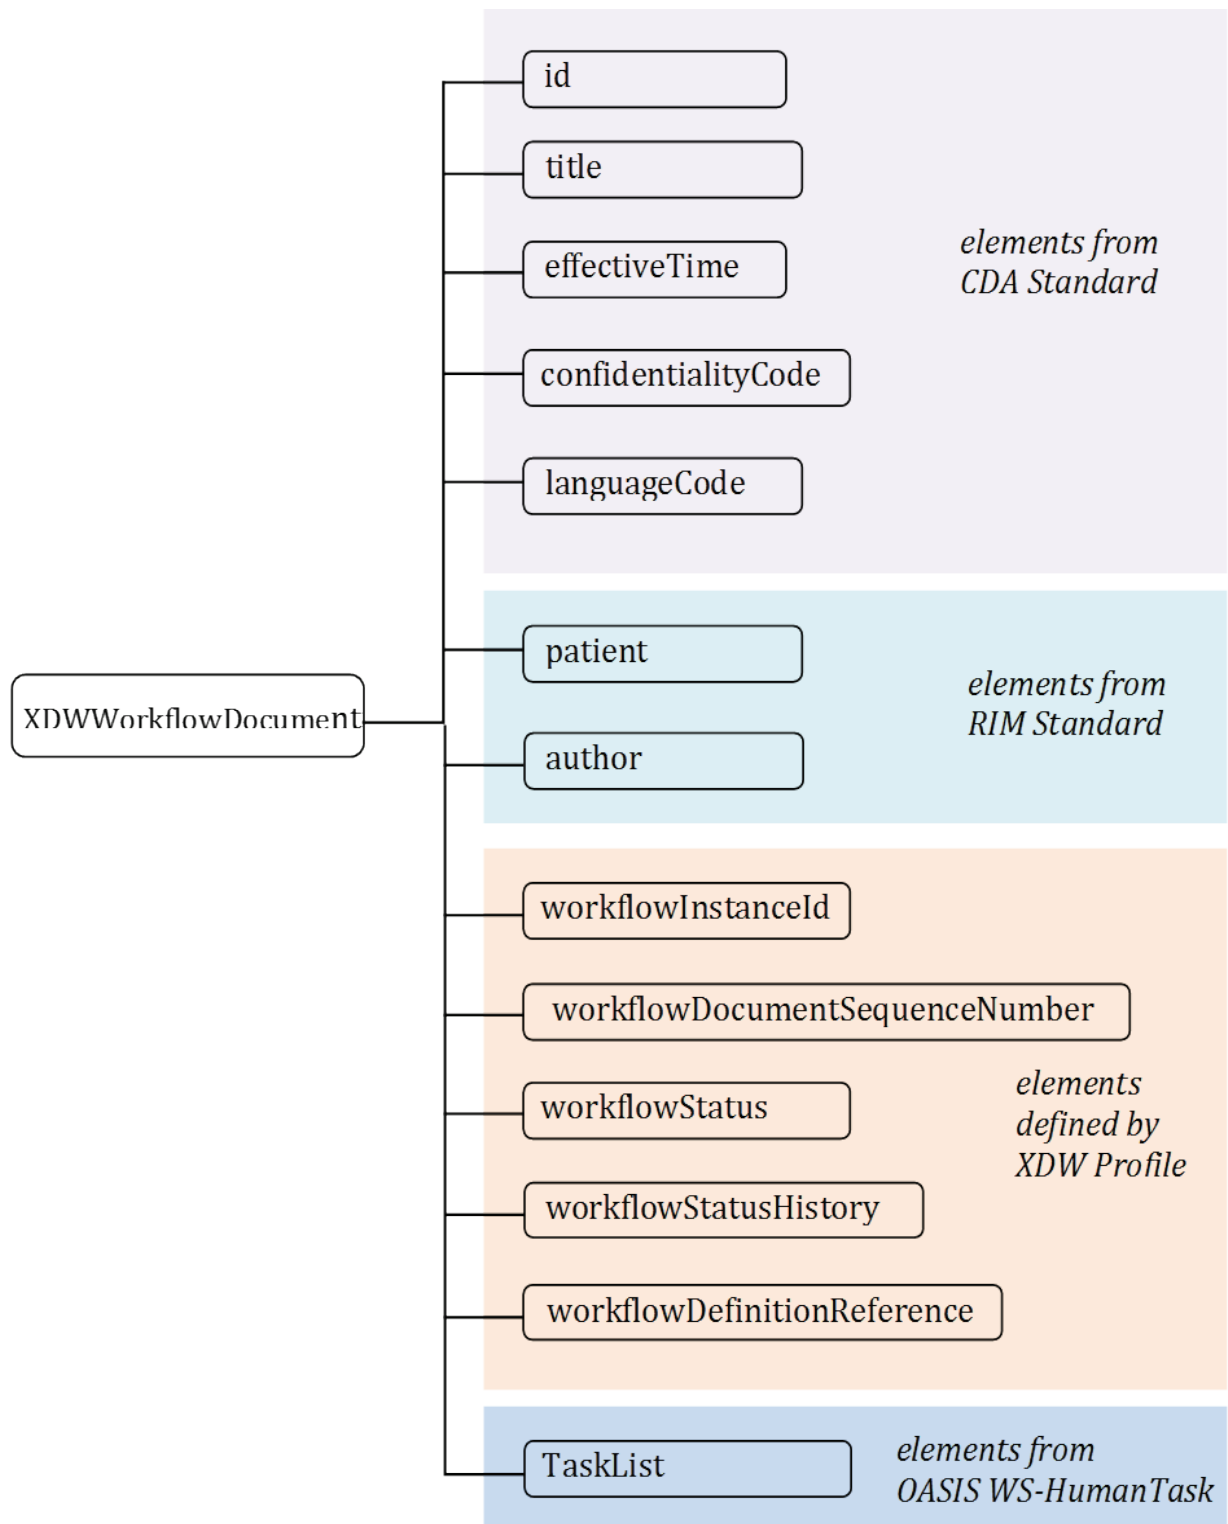 id
title
effectiveTime
elements from
CDA Standard
confidentialityCode
languageCode
patient
elements from
RIM Standard
XDWWorkflowDocument
author
workflowInstanceId
workflowDocumentSequenceNumber
workflowStatus
elements
defined by
XDW Profile
workflowStatusHistory
workflowDefinitionReference
TaskList
elements from
OASIS WS-HumanTask